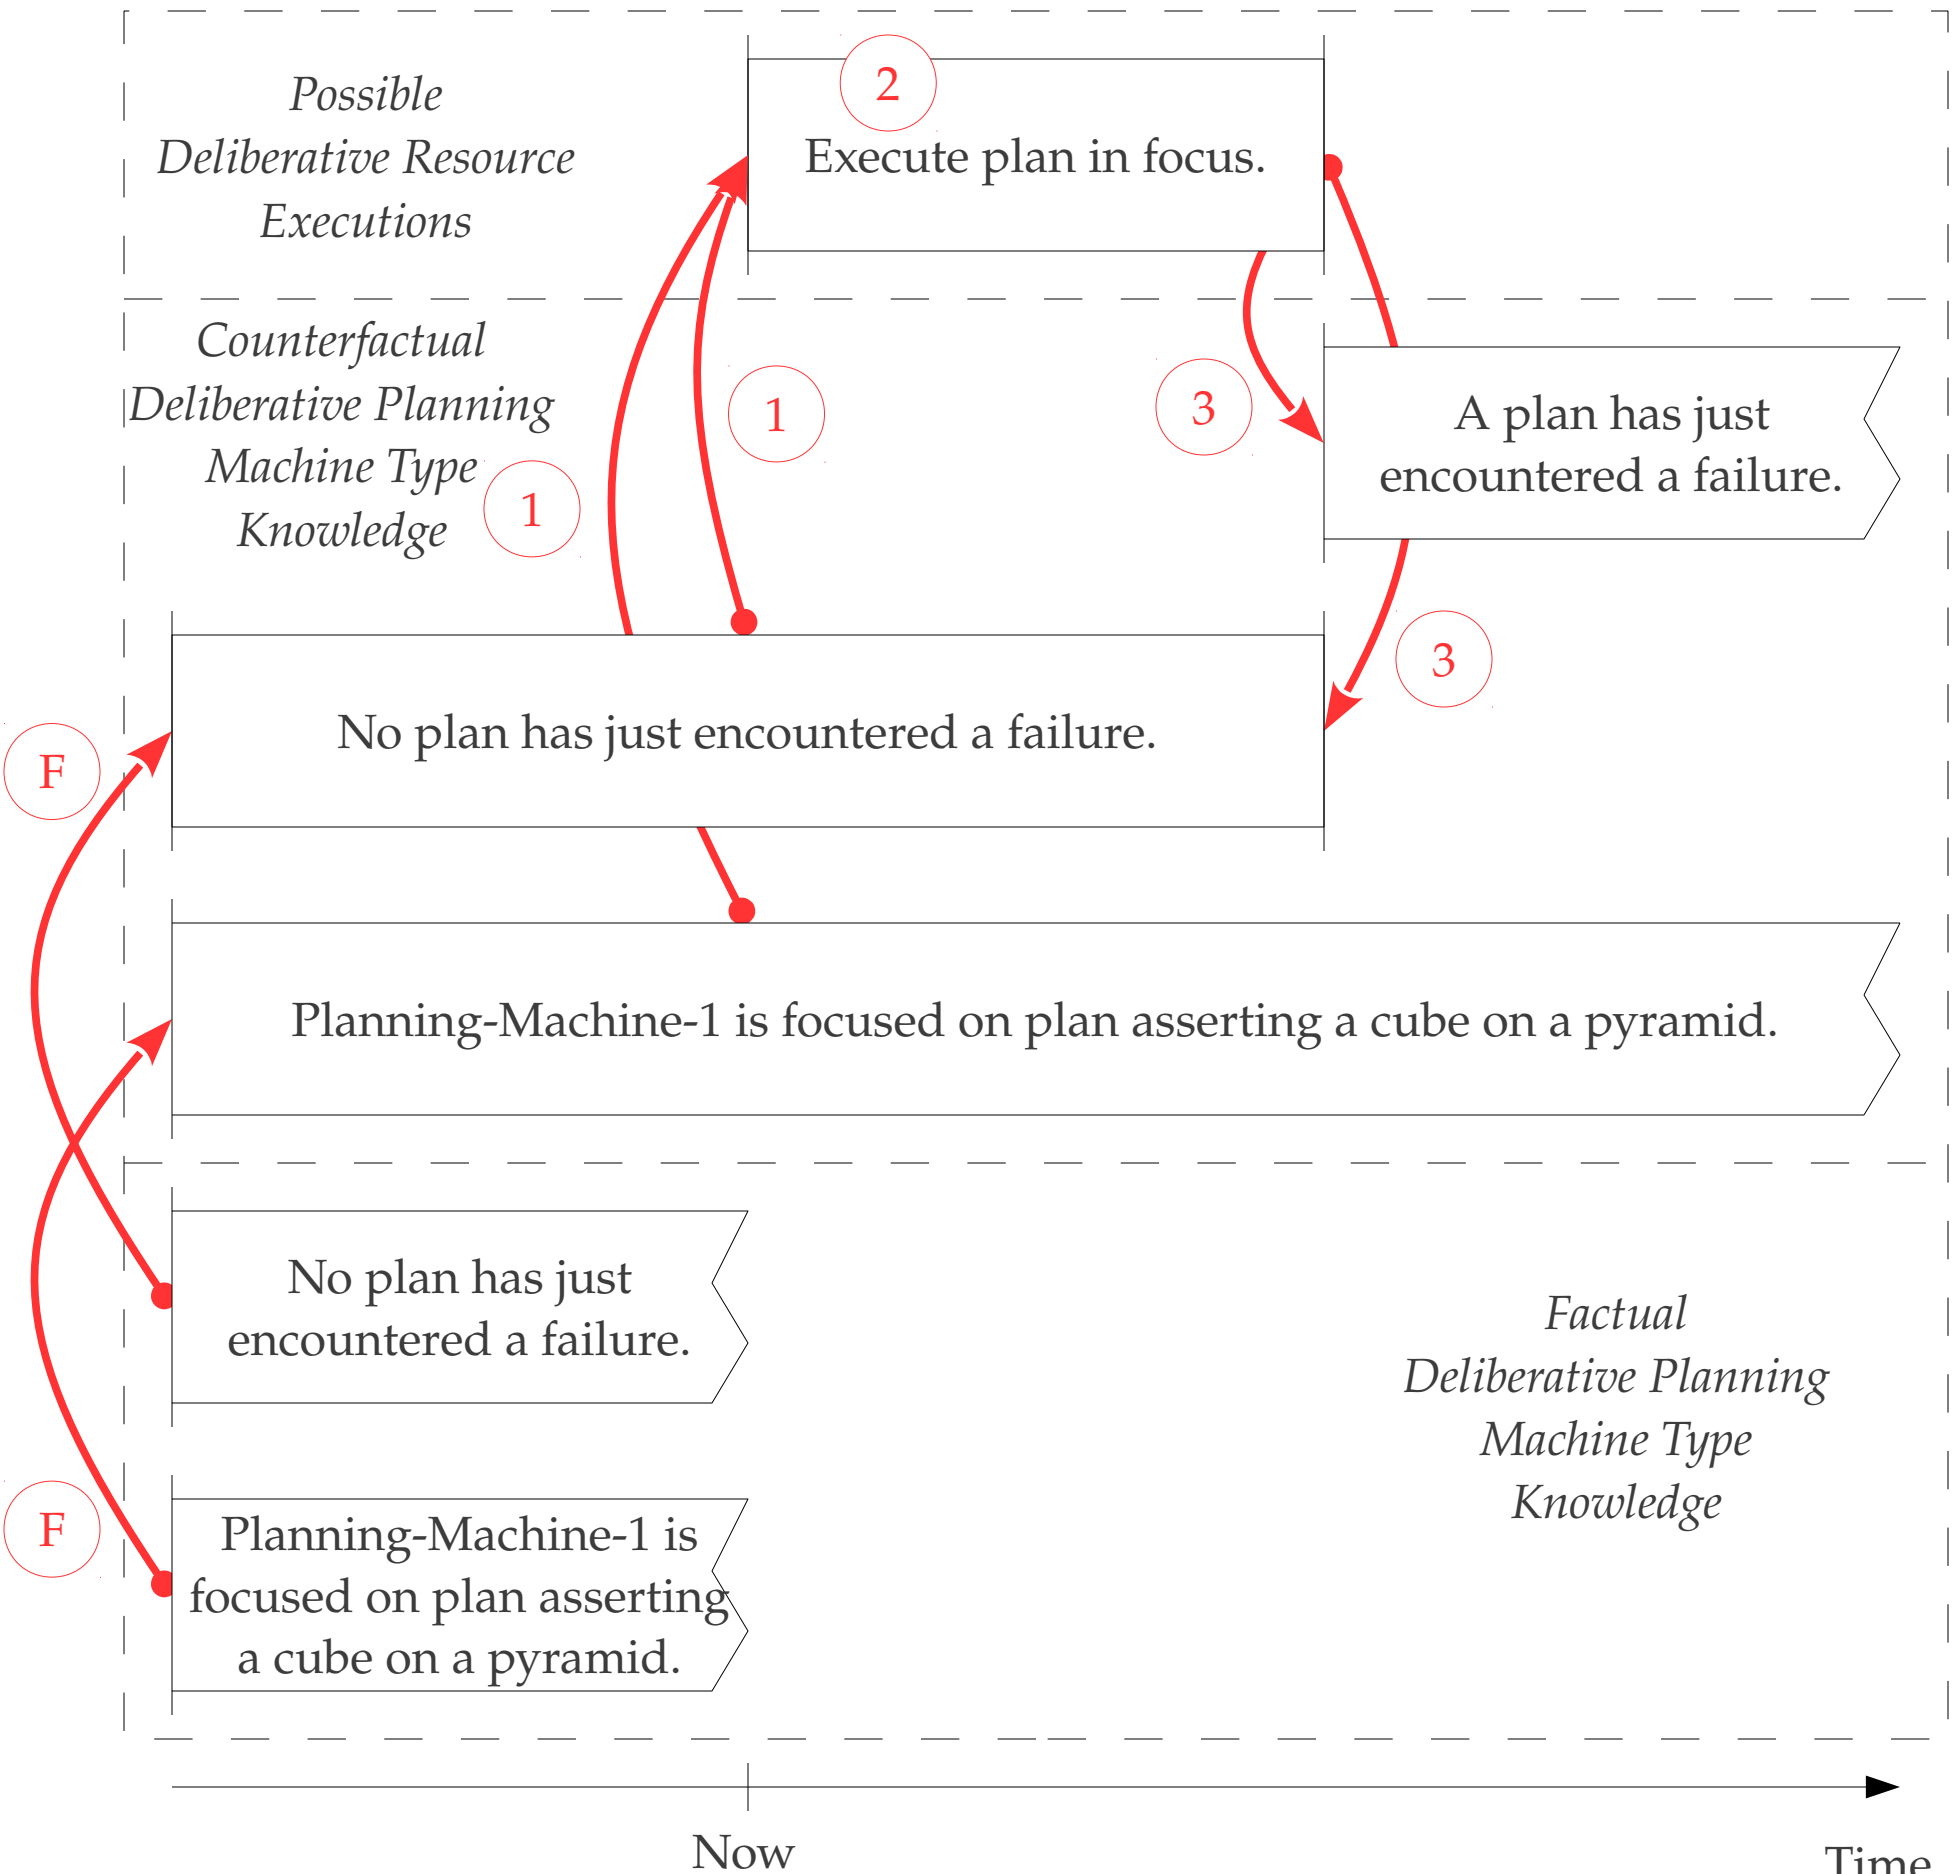 2
Possible
Deliberative Resource
Executions
Execute plan in focus.
Counterfactual
Deliberative Planning
Machine Type
Knowledge
1
1
3
A plan has just
encountered a failure.
3
No plan has just encountered a failure.
F
Planning-Machine-1 is focused on plan asserting a cube on a pyramid.
No plan has just
encountered a failure.
Factual
Deliberative Planning
Machine Type
Knowledge
F
Planning-Machine-1 is
focused on plan asserting
a cube on a pyramid.
Now
Time